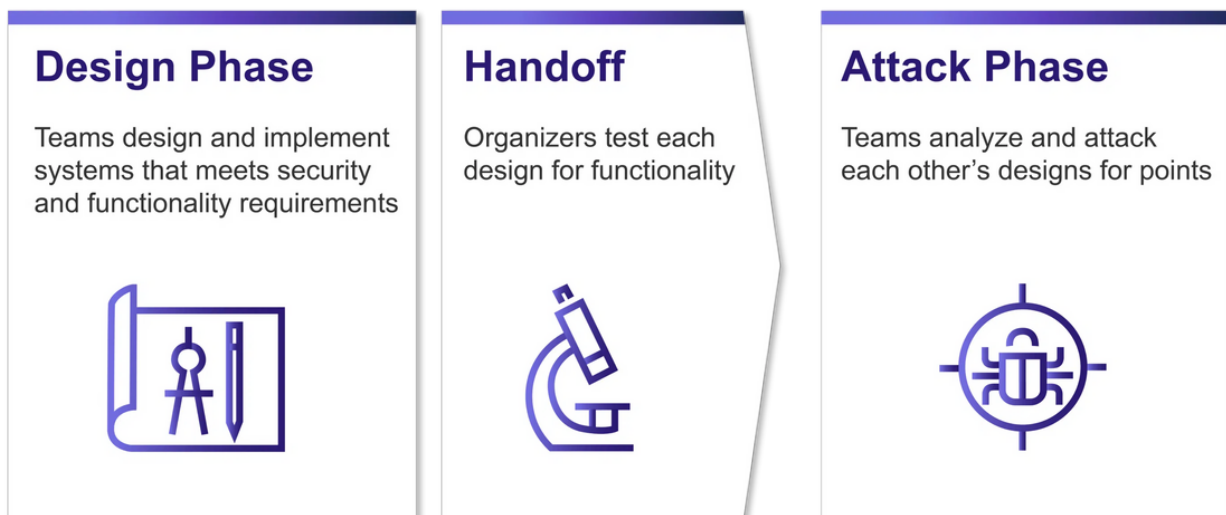 Design Phase
Teams design and implement
systems that meets security
and functionality requirements
Handoff
Organizers test each
design for functionality
Attack Phase
Teams analyze and attack
each other’s designs for points